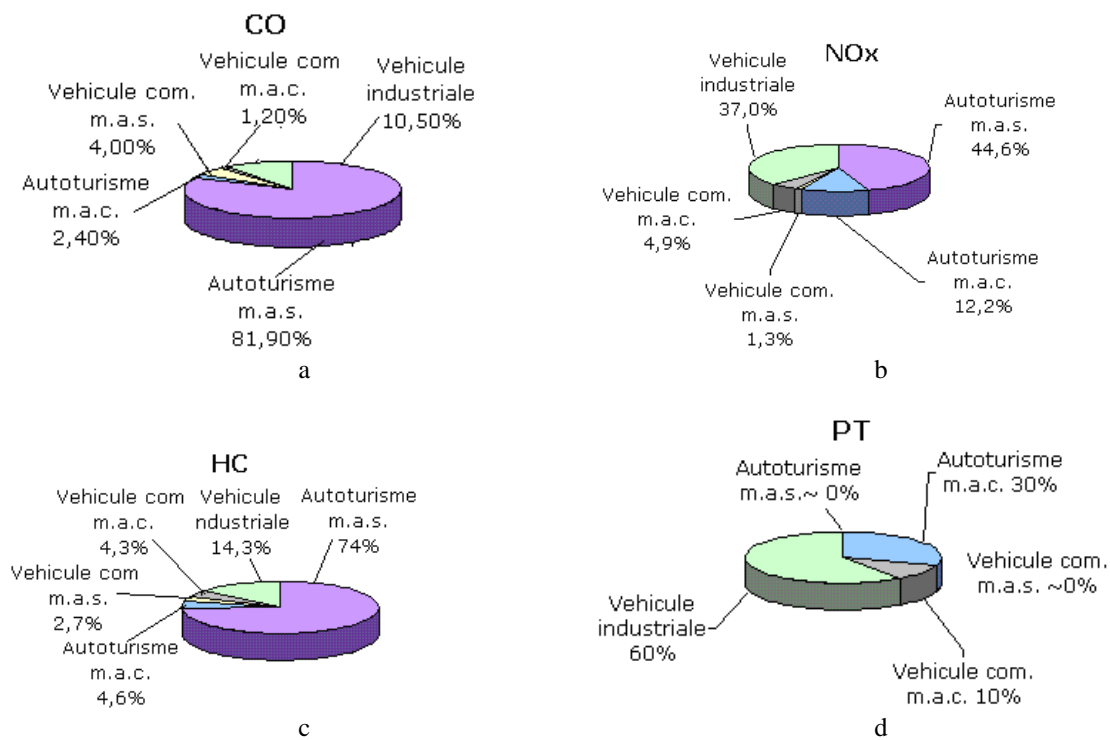 CO
Vehicule com
m.a.c.
1,20%
Vehicule
industriale
10,50%
Vehicule com.
m.a.s.
4,00%
Autoturisme
m.a.c.
2,40%
Autoturisme
m.a.s.
81,90%
a
NOx
Vehicule
industriale
37,0%
Autoturisme
m.a.s.
44,6%
Vehicule com.
m.a.c.
4,9%
Vehicule com.
m.a.s.
1,3%
Autoturisme
m.a.c.
12,2%
b
HC
Vehicule com
m.a.c.
4,3%
Vehicule
ndustriale
14,3%
Autoturisme
m.a.s.
74%
Vehicule com
m.a.s.
2,7%
Autoturisme
m.a.c.
4,6%
c
PT
Autoturisme
m.a.s.~ 0%
Autoturisme
m.a.c. 30%
Vehicule com.
m.a.s. ~0%
Vehicule
industriale
60%
Vehicule com.
m.a.c. 10%
d